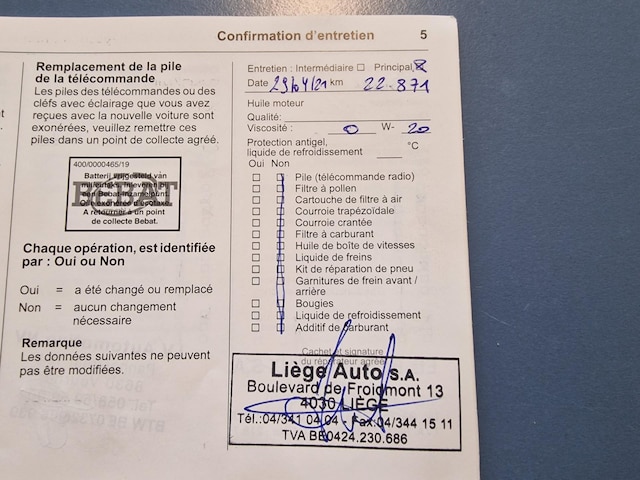 Confirmation d'entretien 5
Remplacement de la pile
de la télécommande
Les piles des télécommandes ou des
clefs avec éclairage que vous avez
reçues avec la nouvelle voiture sont
exonérées, veuillez remettre ces
piles dans un point de collecte agréé.
400/0000465/19
BEBAT
Batterij vrijgesteld van
A retourner à un point
de collecte Bebat.
Chaque opération, est identifiée
par : Oui ou Non
Oui = a été changé ou remplacé
Non = aucun changement
nécessaire
Remarque
Les données suivantes ne peuvent
pas être modifiées.
Entretien : Intermédiaire ☐ Principal ☒
Date 29/04/21 km 22.871
Huile moteur
Qualité:
Viscosité : 0 W- 20
Protection antigel,
liquide de refroidissement °C
Oui Non
☐ ☐ Pile (télécommande radio)
☐ ☐ Filtre à pollen
☐ ☐ Cartouche de filtre à air
☐ ☐ Courroie trapézoïdale
☐ ☐ Courroie crantée
☐ ☐ Filtre à carburant
☐ ☐ Huile de boîte de vitesses
☐ ☐ Liquide de freins
☐ ☐ Kit de réparation de pneu
☐ ☐ Garnitures de frein avant /
arrière
☐ ☐ Bougies
☐ ☐ Liquide de refroidissement
☐ ☐ Additif de carburant
Cachet et signature
du réparateur agréé
Liège Auto S.A.
Boulevard de Froidmont 13
4030 LIÈGE
Tél.:04/341 04 04 - Fax:04/344 15 11
TVA BE0424.230.686